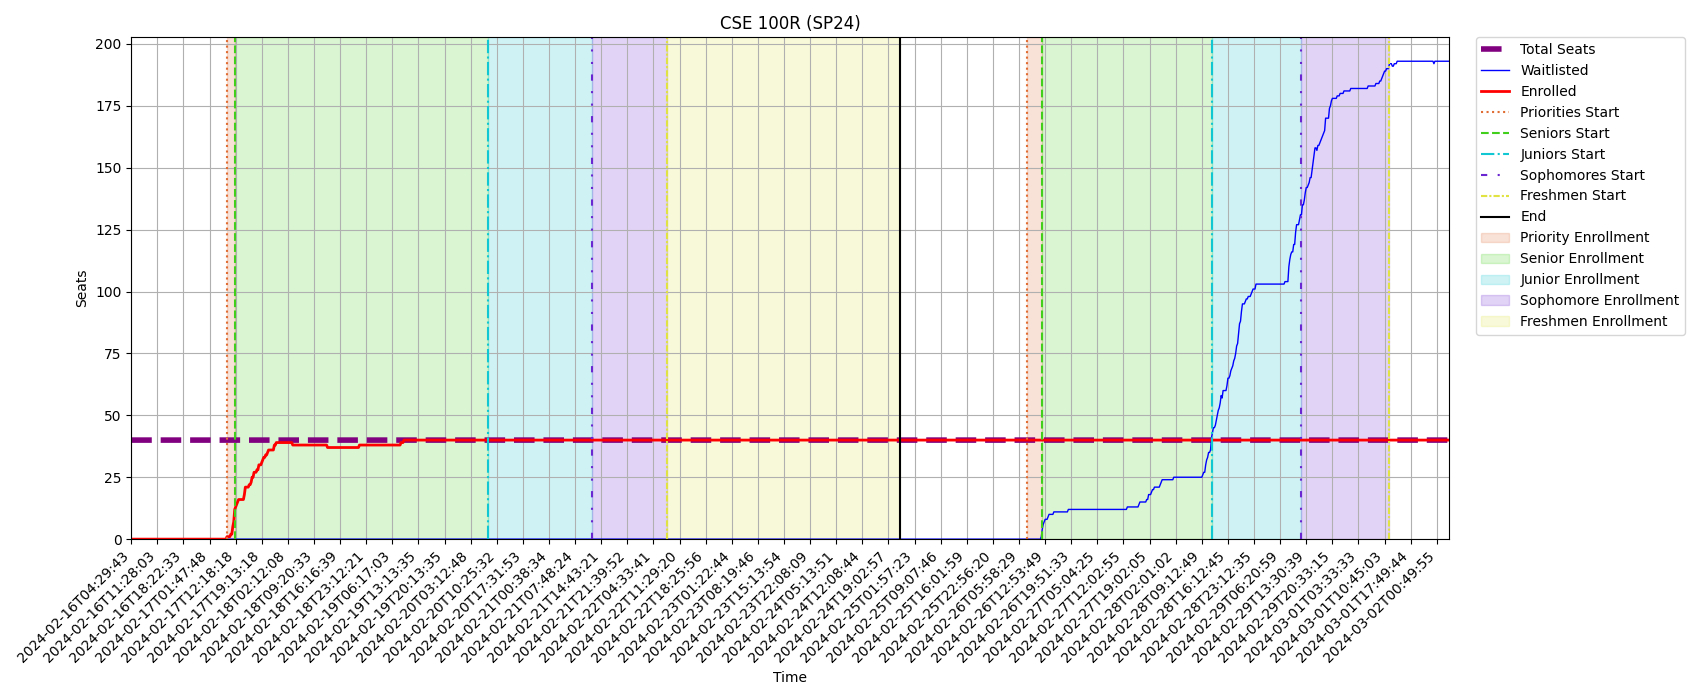 CSE 100R (SP24)
200
175
150
125
100
75
50
25
0
Seats
2024-02-16T04:29:43
2024-02-16T11:28:03
2024-02-16T18:22:33
2024-02-17T01:47:48
2024-02-17T12:18:18
2024-02-17T19:13:18
2024-02-18T02:12:08
2024-02-18T09:20:33
2024-02-18T16:16:39
2024-02-18T23:12:21
2024-02-19T06:17:03
2024-02-19T13:13:35
2024-02-19T20:13:35
2024-02-20T03:12:48
2024-02-20T10:25:32
2024-02-20T17:31:53
2024-02-21T00:38:34
2024-02-21T07:48:24
2024-02-21T14:43:21
2024-02-21T21:39:52
2024-02-22T04:33:41
2024-02-22T11:29:20
2024-02-22T18:25:56
2024-02-23T01:22:44
2024-02-23T08:19:46
2024-02-23T15:13:54
2024-02-23T22:08:09
2024-02-24T05:13:51
2024-02-24T12:08:44
2024-02-24T19:02:57
2024-02-25T01:57:23
2024-02-25T09:07:46
2024-02-25T16:01:59
2024-02-25T22:56:20
2024-02-26T05:58:29
2024-02-26T12:53:49
2024-02-26T19:51:33
2024-02-27T05:04:25
2024-02-27T12:02:55
2024-02-27T19:02:05
2024-02-28T02:01:02
2024-02-28T09:12:49
2024-02-28T16:12:45
2024-02-28T23:12:35
2024-02-29T06:20:59
2024-02-29T13:30:39
2024-02-29T20:33:15
2024-03-01T03:33:33
2024-03-01T10:45:03
2024-03-01T17:49:44
2024-03-02T00:49:55
Time
Total Seats
Waitlisted
Enrolled
Priorities Start
Seniors Start
Juniors Start
Sophomores Start
Freshmen Start
End
Priority Enrollment
Senior Enrollment
Junior Enrollment
Sophomore Enrollment
Freshmen Enrollment